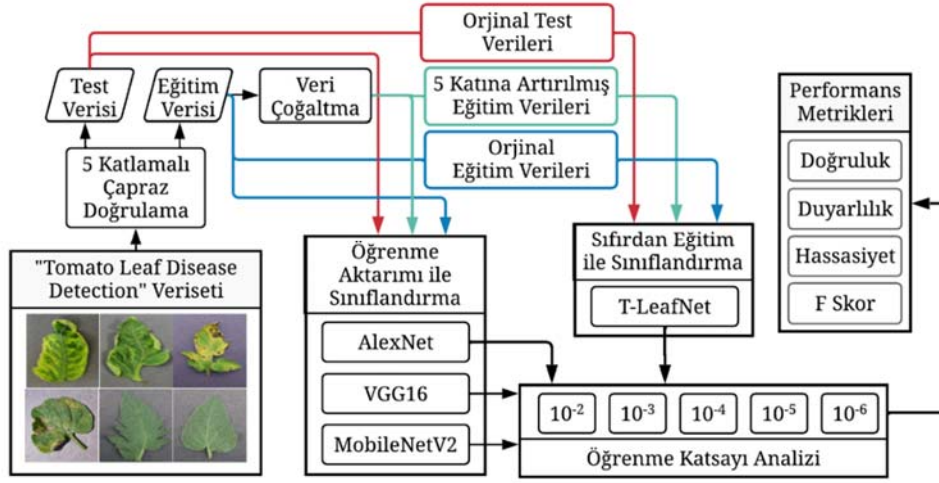 Orjinal Test
Verileri
Test
Verisi
Eğitim
Verisi
Veri
Çoğaltma
5 Katına Artırılmış
Eğitim Verileri
Orjinal
Eğitim Verileri
5 Katlamalı
Çapraz
Doğrulama
"Tomato Leaf Disease
Detection" Veriseti
Öğrenme
Aktarımı ile
Sınıflandırma
AlexNet
VGG16
MobileNetV2
Sıfırdan Eğitim
ile Sınıflandırma
T-LeafNet
10⁻² 10⁻³ 10⁻⁴ 10⁻⁵ 10⁻⁶
Öğrenme Katsayı Analizi
Performans
Metrikleri
Doğruluk
Duyarlılık
Hassasiyet
F Skor